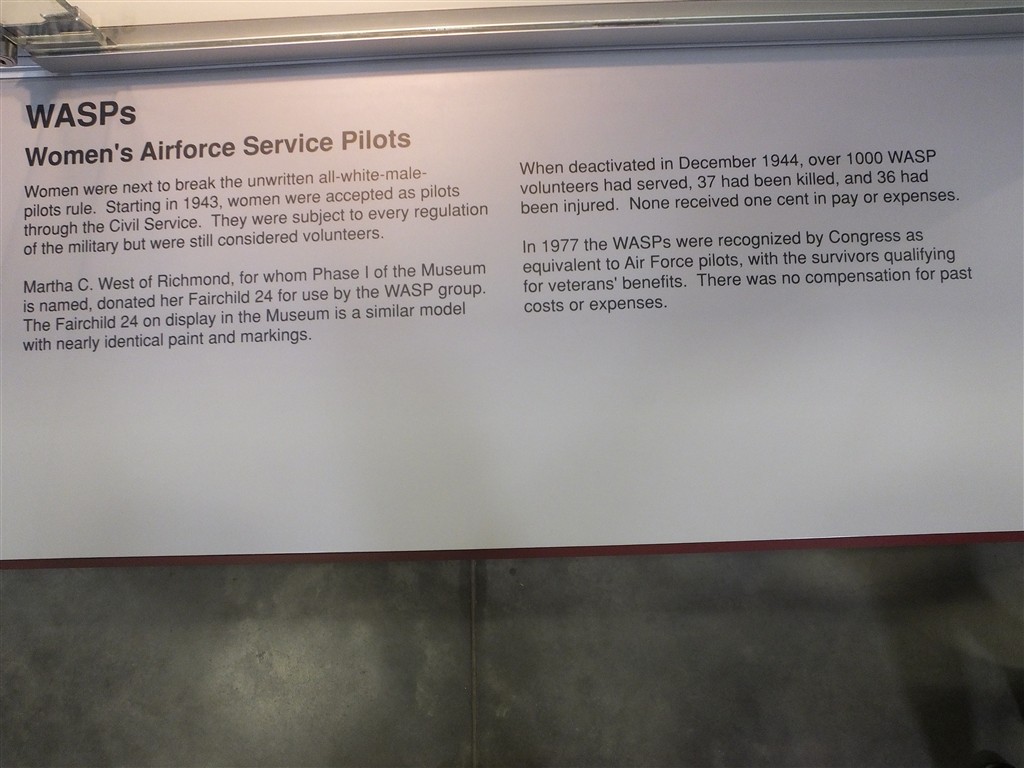 WASPs
Women's Airforce Service Pilots
Women were next to break the unwritten all-white-male-
pilots rule.  Starting in 1943, women were accepted as pilots
through the Civil Service.  They were subject to every regulation
of the military but were still considered volunteers.
Martha C. West of Richmond, for whom Phase I of the Museum
is named, donated her Fairchild 24 for use by the WASP group.
The Fairchild 24 on display in the Museum is a similar model
with nearly identical paint and markings.
When deactivated in December 1944, over 1000 WASP
volunteers had served, 37 had been killed, and 36 had
been injured.  None received one cent in pay or expenses.
In 1977 the WASPs were recognized by Congress as
equivalent to Air Force pilots, with the survivors qualifying
for veterans' benefits.  There was no compensation for past
costs or expenses.